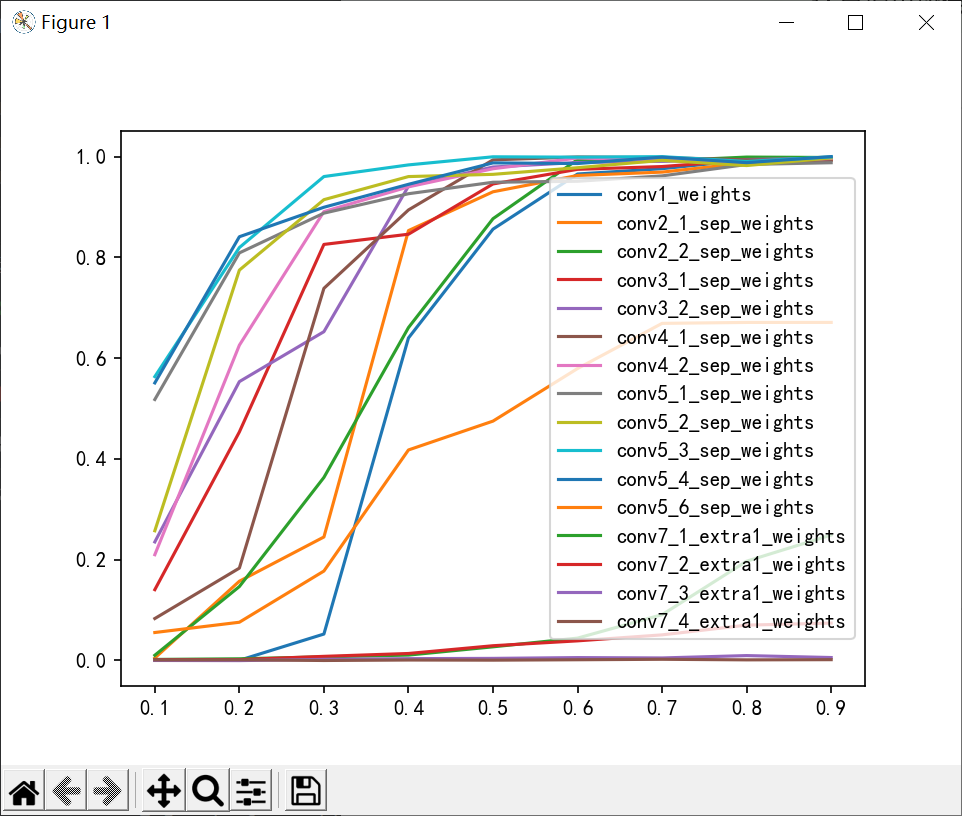 Figure 1
1.0
0.8
0.6
0.4
0.2
0.0
conv1_weights
conv2_1_sep_weights
conv2_2_sep_weights
conv3_1_sep_weights
conv3_2_sep_weights
conv4_1_sep_weights
conv4_2_sep_weights
conv5_1_sep_weights
conv5_2_sep_weights
conv5_3_sep_weights
conv5_4_sep_weights
conv5_6_sep_weights
conv7_1_extra1_weights
conv7_2_extra1_weights
conv7_3_extra1_weights
conv7_4_extra1_weights
0.1 0.2 0.3 0.4 0.5 0.6 0.7 0.8 0.9